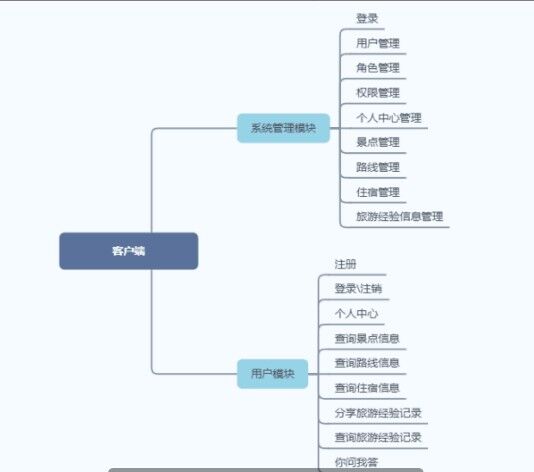 登录
用户管理
角色管理
权限管理
个人中心管理
系统管理模块
景点管理
路线管理
住宿管理
旅游经验信息管理
客户端
注册
登录\注销
个人中心
查询景点信息
查询路线信息
用户模块
查询住宿信息
分享旅游经验记录
查询旅游经验记录
你问我答